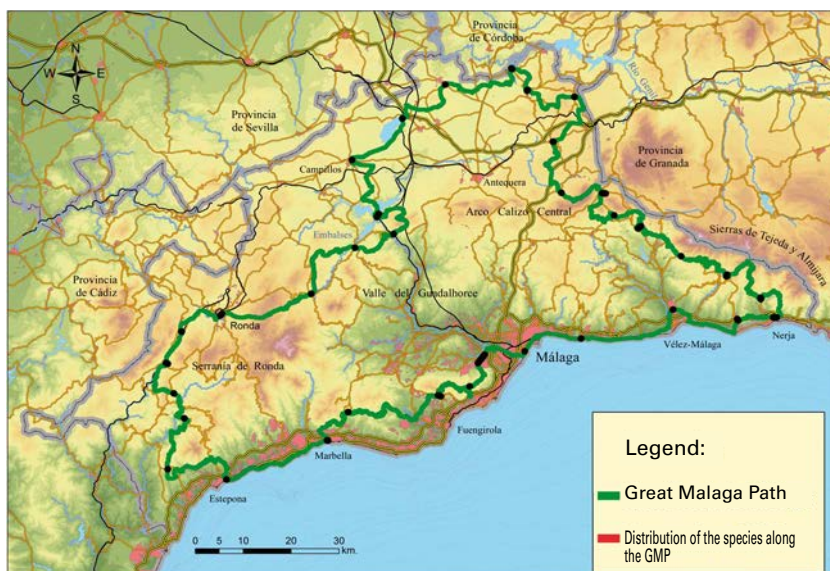 Provincia
de Córdoba
N
W E
S
Río Genil
Provincia
de Sevilla
Provincia
de Granada
Campillos
Antequera
Arco Calizo Central
Embalses
Sierras de Tejeda y Almijara
Provincia
de Cádiz
Valle del Guadalhorce
Ronda
Serranía de Ronda
Málaga
Vélez-Málaga
Nerja
Fuengirola
Marbella
Estepona
0 5 10 20 30
km.
Legend:
Great Malaga Path
Distribution of the species along
the GMP